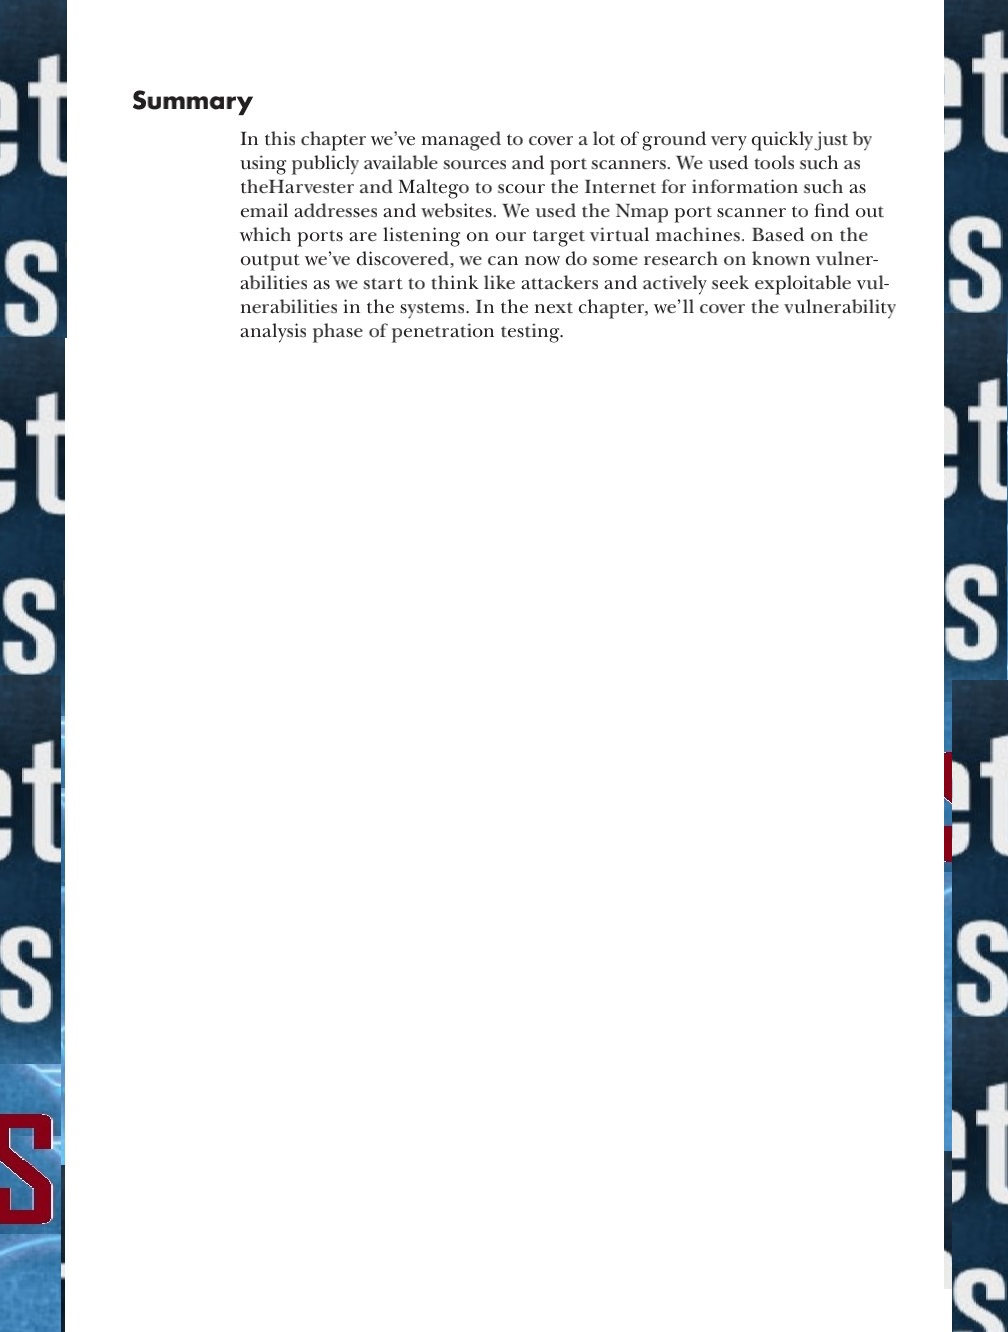 Summary
In this chapter we’ve managed to cover a lot of ground very quickly just by
using publicly available sources and port scanners. We used tools such as
theHarvester and Maltego to scour the Internet for information such as
email addresses and websites. We used the Nmap port scanner to find out
which ports are listening on our target virtual machines. Based on the
output we’ve discovered, we can now do some research on known vulner-
abilities as we start to think like attackers and actively seek exploitable vul-
nerabilities in the systems. In the next chapter, we’ll cover the vulnerability
analysis phase of penetration testing.